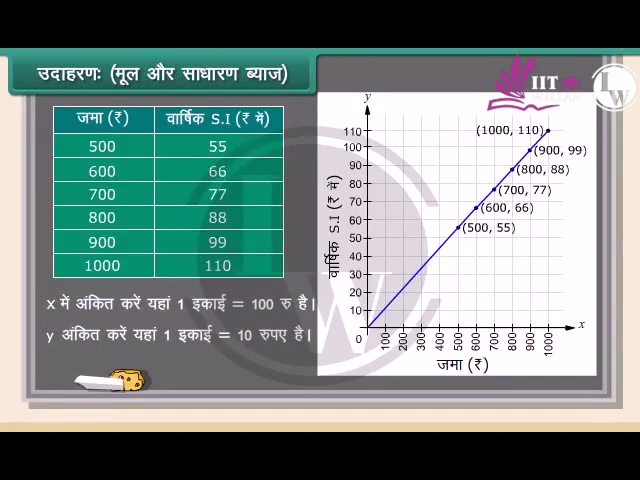 उदाहरणः (मूल और साधारण ब्याज)
IIT
LW
जमा (₹) वार्षिक S.I (₹ में)
500 55
600 66
700 77
800 88
900 99
1000 110
x में अंकित करें यहां 1 इकाई = 100 रु है।
y अंकित करें यहां 1 इकाई = 10 रुपए है।
y
वार्षिक S.I (₹ में)
110
100
90
80
70
60
50
40
30
20
10
0
(1000, 110)
(900, 99)
(800, 88)
(700, 77)
(600, 66)
(500, 55)
x
100 200 300 400 500 600 700 800 900 1000
जमा (₹)